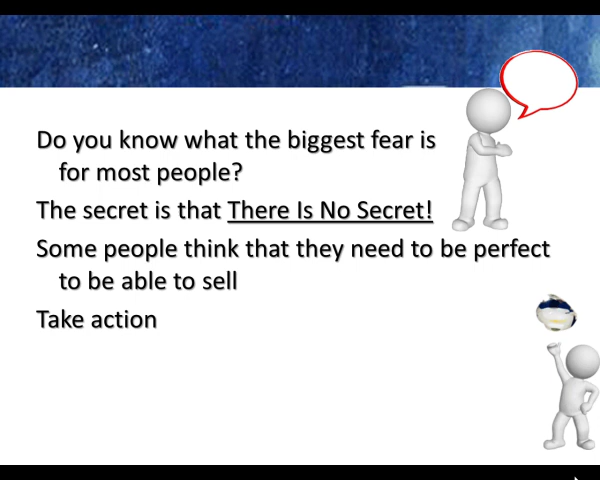 Do you know what the biggest fear is
for most people?
The secret is that There Is No Secret!
Some people think that they need to be perfect
to be able to sell
Take action